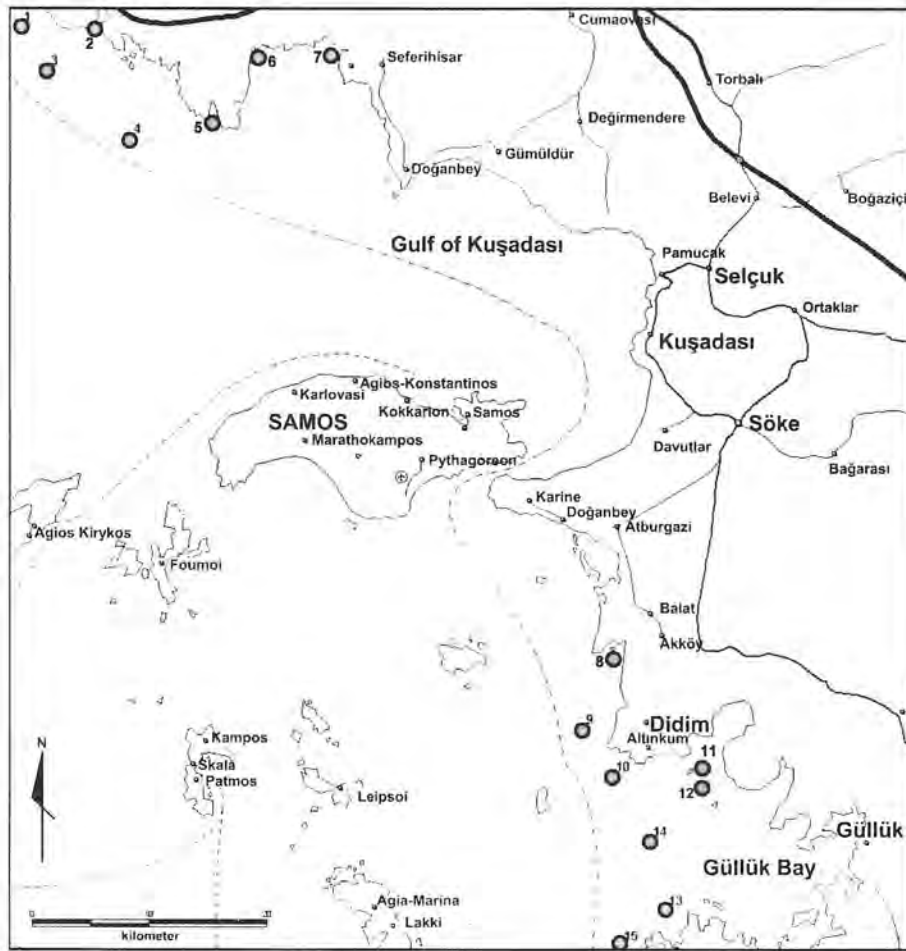 1
2
3
4
5
6
7
Seferihisar
Cumaovası
Torbalı
Değirmendere
Gümüldür
Doğanbey
Belevi
Boğaziçi
Gulf of Kuşadası
Pamucak
Selçuk
Ortaklar
Kuşadası
Agios-Konstantinos
Karlovasi
Kokkarion
Samos
SAMOS
Marathokampos
Pythagoreon
Söke
Davutlar
Bağarası
Karine
Doğanbey
Atburgazi
Agios Kirykos
Foumoi
Balat
Akköy
8
9
Didim
Altınkum
10
11
12
Kampos
Skala
Patmos
Leipsoi
N
14
Güllük
Güllük Bay
Agia-Marina
Lakki
13
15
kilometer